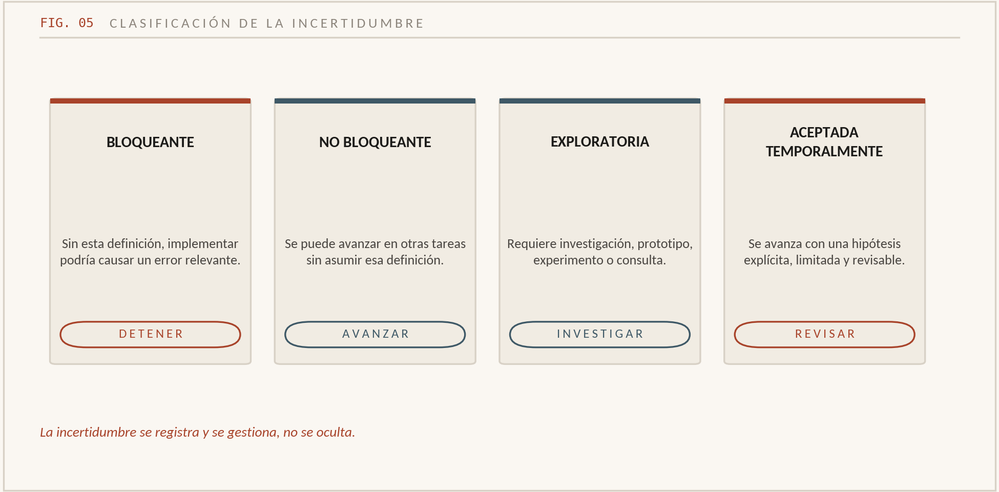 FIG. 05 CLASIFICACIÓN DE LA INCERTIDUMBRE
BLOQUEANTE
Sin esta definición, implementar
podría causar un error relevante.
DETENER
NO BLOQUEANTE
Se puede avanzar en otras tareas
sin asumir esa definición.
AVANZAR
EXPLORATORIA
Requiere investigación, prototipo,
experimento o consulta.
INVESTIGAR
ACEPTADA
TEMPORALMENTE
Se avanza con una hipótesis
explícita, limitada y revisable.
REVISAR
La incertidumbre se registra y se gestiona, no se oculta.